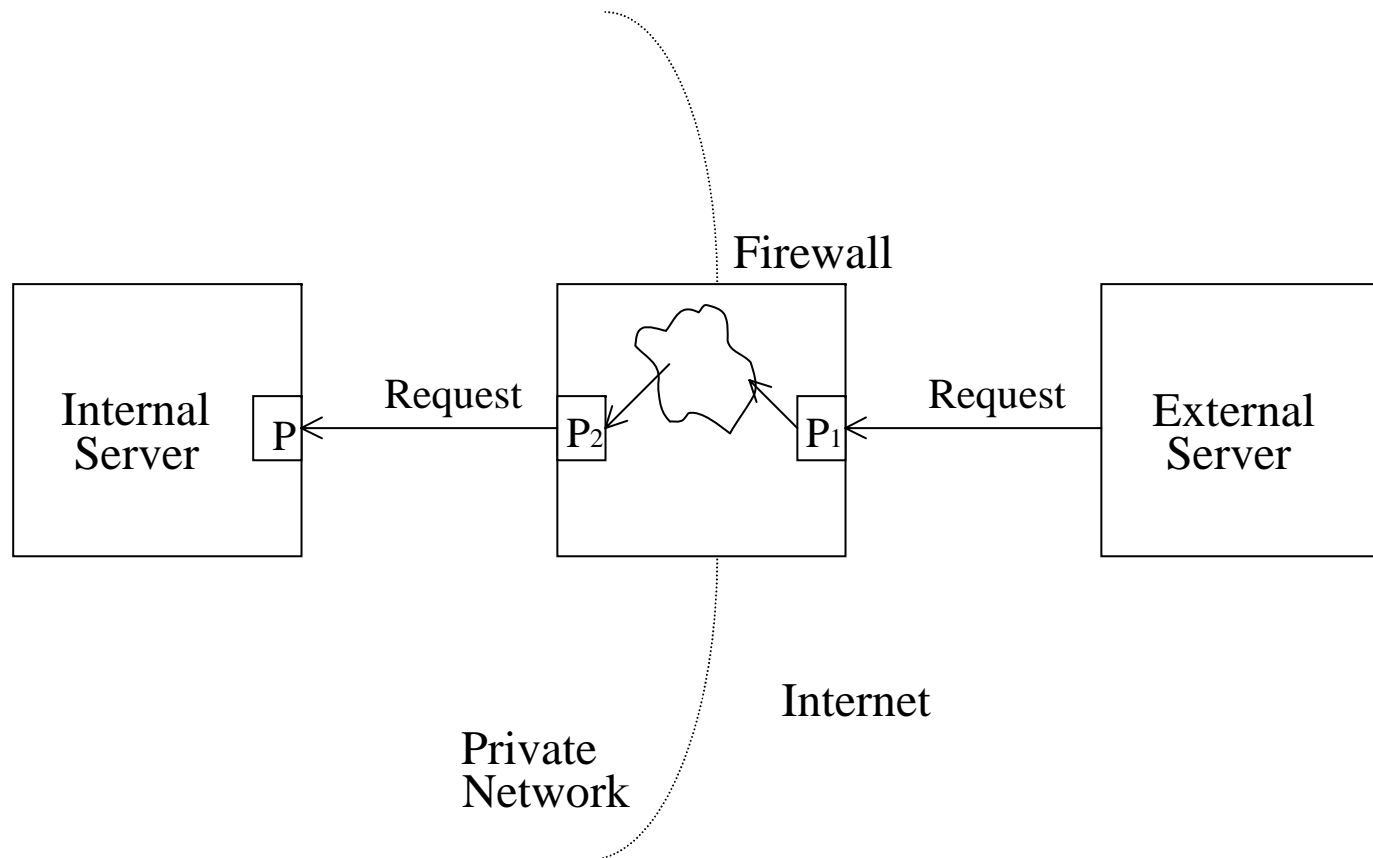 Firewall
Request
Request
Internal
Server
P
P2
P1
External
Server
Internet
Private
Network